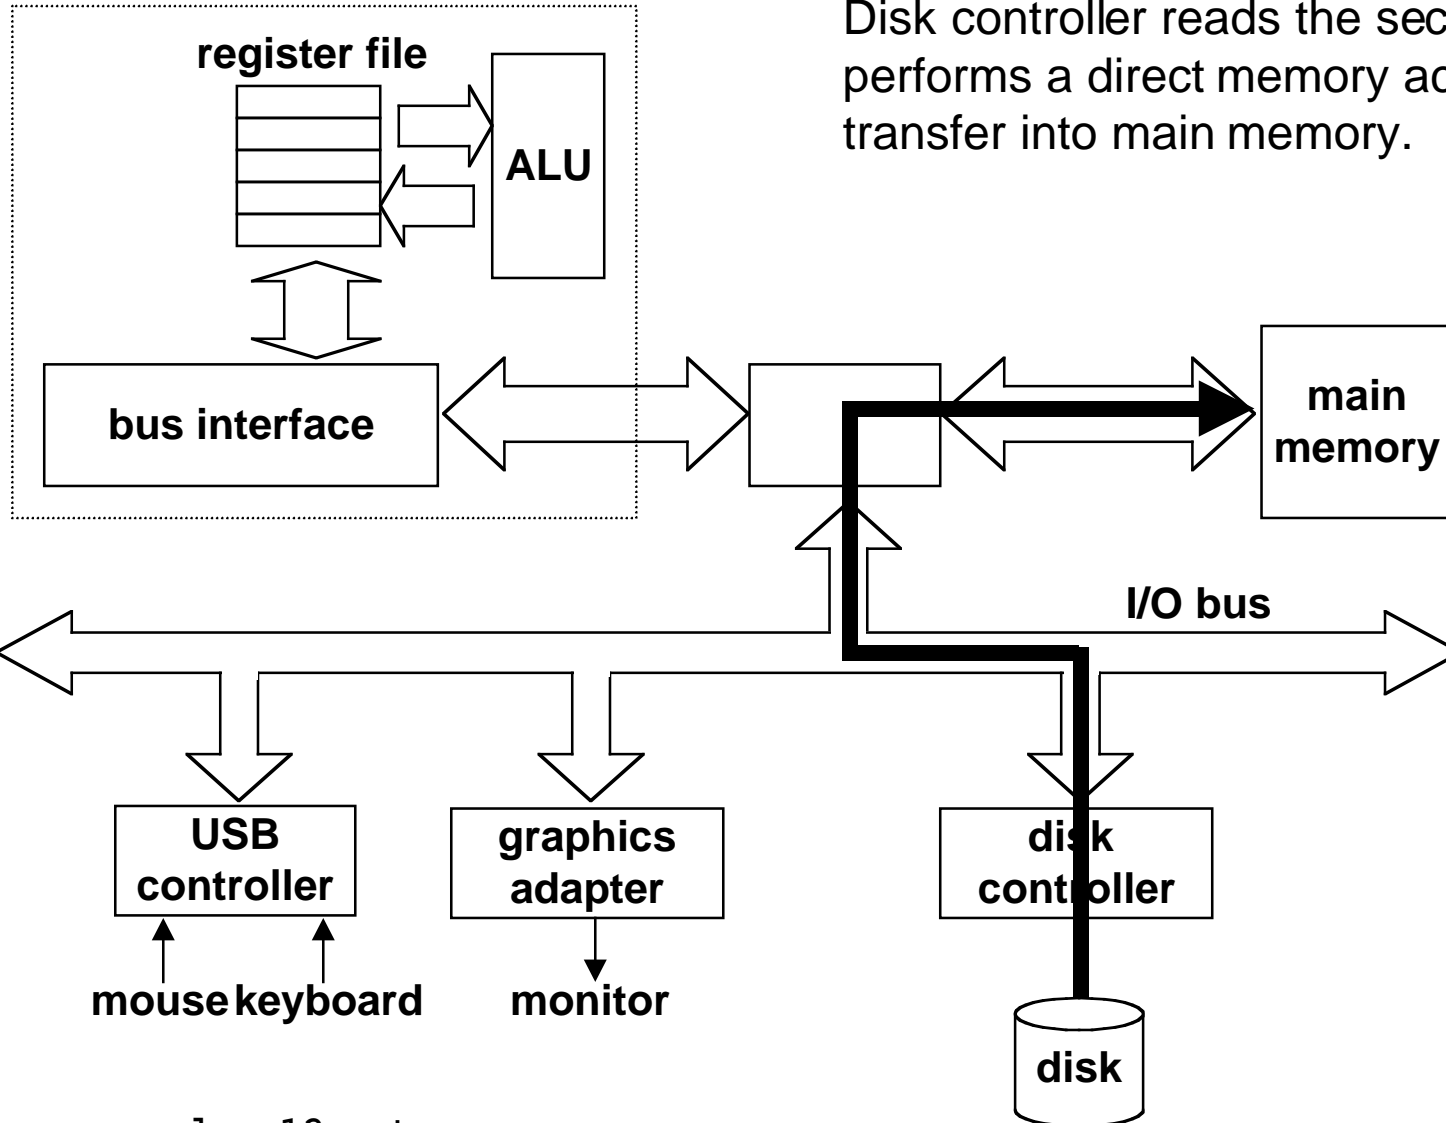 Disk controller reads the sec
performs a direct memory ac
transfer into main memory.
register file
ALU
bus interface
main
memory
I/O bus
USB
controller
graphics
adapter
disk
controller
mouse keyboard
monitor
disk